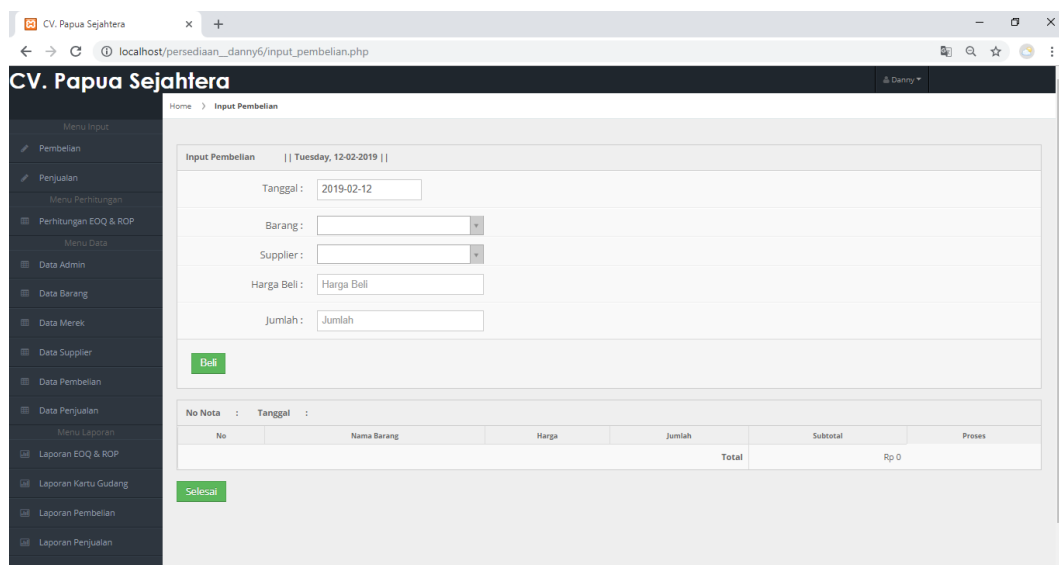 CV. Papua Sejahtera
localhost/persediaan__danny6/input_pembelian.php
CV. Papua Sejahtera
Danny
Home > Input Pembelian
Menu Input
Pembelian
Penjualan
Menu Perhitungan
Perhitungan EOQ & ROP
Menu Data
Data Admin
Data Barang
Data Merek
Data Supplier
Data Pembelian
Data Penjualan
Menu Laporan
Laporan EOQ & ROP
Laporan Kartu Gudang
Laporan Pembelian
Laporan Penjualan
Input Pembelian || Tuesday, 12-02-2019 ||
Tanggal : 2019-02-12
Barang :
Supplier :
Harga Beli : Harga Beli
Jumlah : Jumlah
Beli
No Nota : Tanggal :
No Nama Barang Harga Jumlah Subtotal Proses
Total Rp 0
Selesai